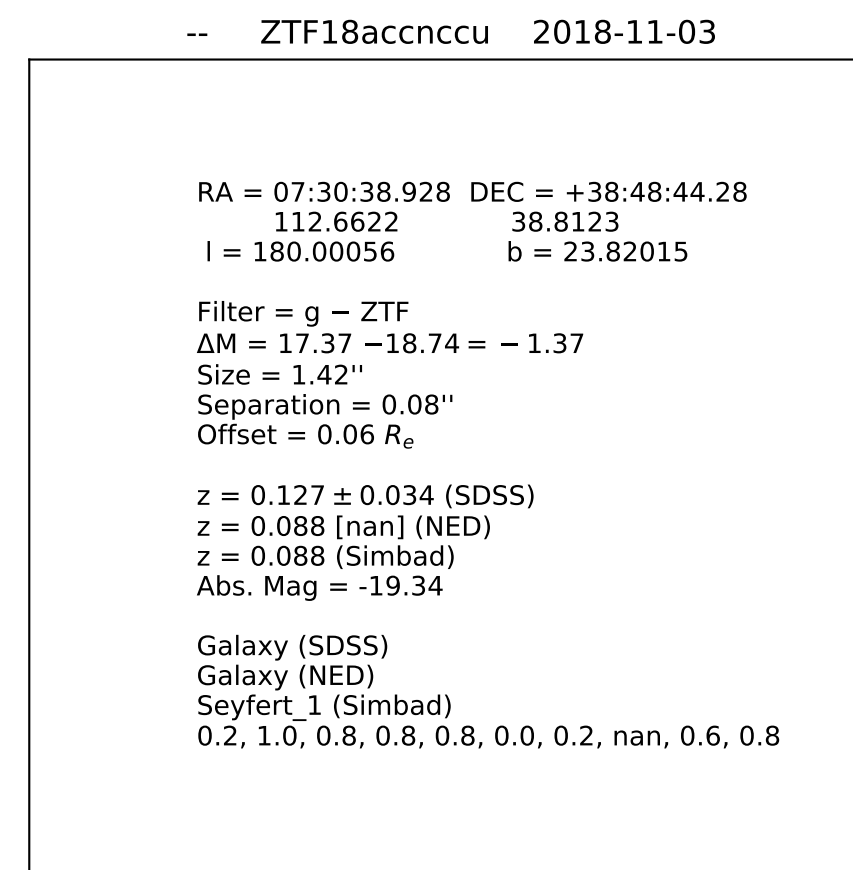 -- ZTF18accnccu 2018-11-03
RA = 07:30:38.928 DEC = +38:48:44.28
112.6622 38.8123
l = 180.00056 b = 23.82015
Filter = g − ZTF
ΔM = 17.37 −18.74 = − 1.37
Size = 1.42''
Separation = 0.08''
Offset = 0.06 Re
z = 0.127 ± 0.034 (SDSS)
z = 0.088 [nan] (NED)
z = 0.088 (Simbad)
Abs. Mag = -19.34
Galaxy (SDSS)
Galaxy (NED)
Seyfert_1 (Simbad)
0.2, 1.0, 0.8, 0.8, 0.8, 0.0, 0.2, nan, 0.6, 0.8